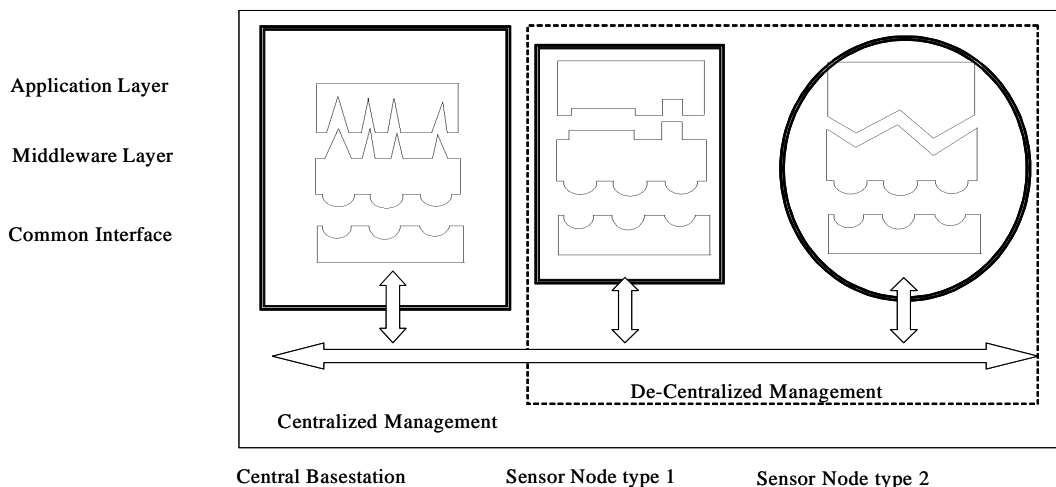 Application Layer
Middleware Layer
Common Interface
De-Centralized Management
Centralized Management
Central Basestation
Sensor Node type 1
Sensor Node type 2